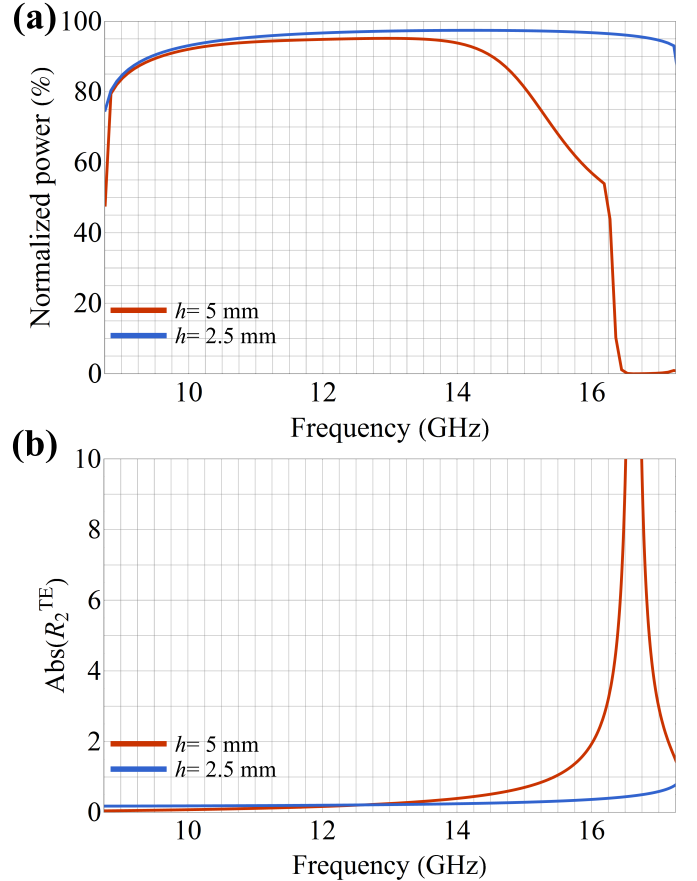 (a)
Normalized power (%)
100
80
60
40
20
0
h= 5 mm
h= 2.5 mm
10 12 14 16
Frequency (GHz)
(b)
Abs(R₂ᵀᴱ)
10
8
6
4
2
0
h= 5 mm
h= 2.5 mm
10 12 14 16
Frequency (GHz)